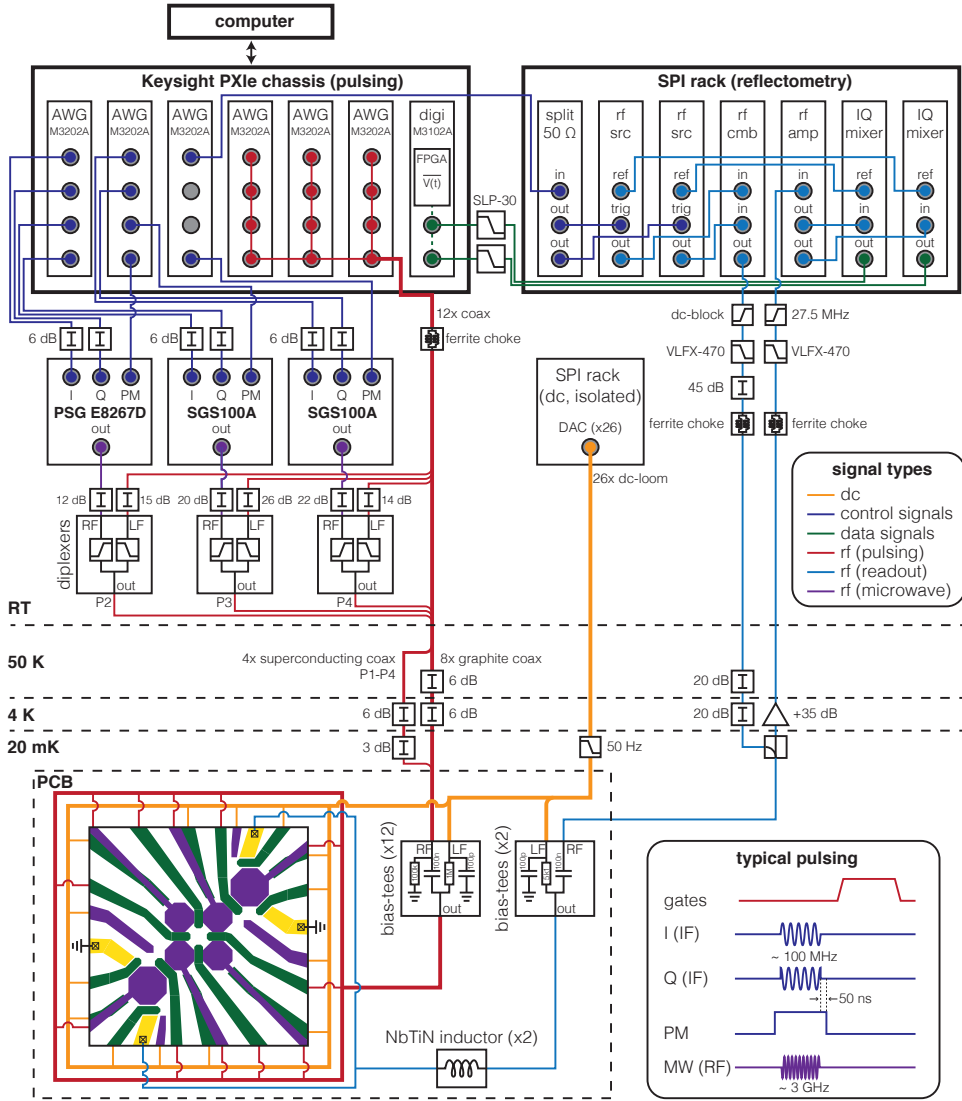 computer
Keysight PXIe chassis (pulsing)
SPI rack (reflectometry)
AWG
M3202A
AWG
M3202A
AWG
M3202A
AWG
M3202A
AWG
M3202A
AWG
M3202A
digi
M3102A
FPGA
V(t)
SLP-30
split
50 Ω
rf
src
rf
src
rf
cmb
rf
amp
IQ
mixer
IQ
mixer
in
ref
ref
in
in
ref
ref
out
trig
trig
in
out
in
in
out
out
out
out
out
12x coax
ferrite choke
dc-block
27.5 MHz
VLFX-470
VLFX-470
45 dB
ferrite choke
ferrite choke
6 dB
6 dB
6 dB
I
Q
PM
I
Q
PM
I
Q
PM
PSG E8267D
SGS100A
SGS100A
out
out
out
SPI rack
(dc, isolated)
DAC (x26)
26x dc-loom
12 dB
15 dB
20 dB
26 dB
22 dB
14 dB
diplexers
RF
LF
RF
LF
RF
LF
out
out
out
P2
P3
P4
signal types
dc
control signals
data signals
rf (pulsing)
rf (readout)
rf (microwave)
RT
50 K
4x superconducting coax
P1-P4
8x graphite coax
6 dB
20 dB
4 K
6 dB
6 dB
20 dB
+35 dB
20 mK
3 dB
50 Hz
PCB
bias-tees (x12)
RF
LF
100n
1M
100p
out
bias-tees (x2)
LF
RF
100p
out
NbTiN inductor (x2)
typical pulsing
gates
I (IF)
~ 100 MHz
Q (IF)
50 ns
PM
MW (RF)
~ 3 GHz